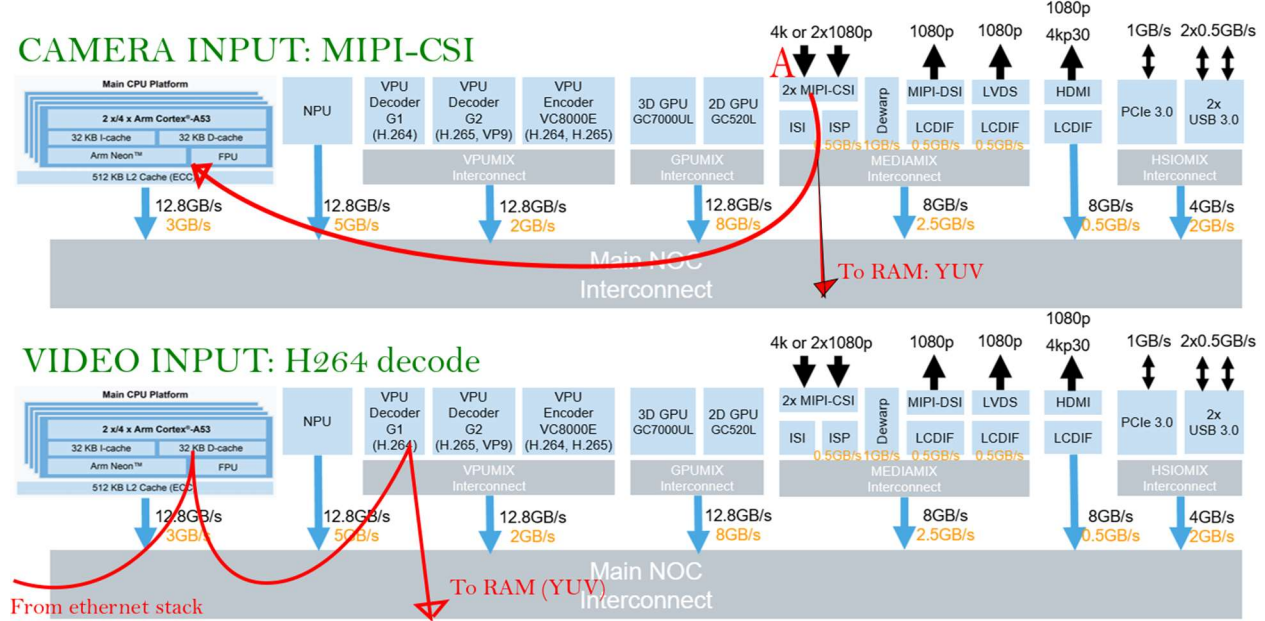 CAMERA INPUT: MIPI-CSI
4k or 2x1080p
1080p
1080p
1080p
4kp30
1GB/s
2x0.5GB/s
A
Main CPU Platform
2 x/4 x Arm Cortex®-A53
32 KB I-cache
32 KB D-cache
Arm Neon™
FPU
512 KB L2 Cache (ECC)
NPU
VPU
Decoder
G1
(H.264)
VPU
Decoder
G2
(H.265, VP9)
VPU
Encoder
VC8000E
(H.264, H.265)
VPUMIX
Interconnect
3D GPU
GC7000UL
2D GPU
GC520L
GPUMIX
Interconnect
2x MIPI-CSI
ISI
ISP
Dewarp
MIPI-DSI
LCDIF
LVDS
LCDIF
0.5GB/s
1GB/s
0.5GB/s
0.5GB/s
MEDIAMIX
Interconnect
HDMI
LCDIF
PCIe 3.0
2x
USB 3.0
HSIOMIX
Interconnect
12.8GB/s
3GB/s
12.8GB/s
5GB/s
12.8GB/s
2GB/s
12.8GB/s
8GB/s
8GB/s
2.5GB/s
8GB/s
0.5GB/s
4GB/s
2GB/s
Main NOC
Interconnect
To RAM: YUV
VIDEO INPUT: H264 decode
4k or 2x1080p
1080p
1080p
1080p
4kp30
1GB/s
2x0.5GB/s
Main CPU Platform
2 x/4 x Arm Cortex®-A53
32 KB I-cache
32 KB D-cache
Arm Neon™
FPU
512 KB L2 Cache (ECC)
NPU
VPU
Decoder
G1
(H.264)
VPU
Decoder
G2
(H.265, VP9)
VPU
Encoder
VC8000E
(H.264, H.265)
VPUMIX
Interconnect
3D GPU
GC7000UL
2D GPU
GC520L
GPUMIX
Interconnect
2x MIPI-CSI
ISI
ISP
Dewarp
MIPI-DSI
LCDIF
LVDS
LCDIF
0.5GB/s
1GB/s
0.5GB/s
0.5GB/s
MEDIAMIX
Interconnect
HDMI
LCDIF
PCIe 3.0
2x
USB 3.0
HSIOMIX
Interconnect
12.8GB/s
3GB/s
12.8GB/s
5GB/s
12.8GB/s
2GB/s
12.8GB/s
8GB/s
8GB/s
2.5GB/s
8GB/s
0.5GB/s
4GB/s
2GB/s
Main NOC
Interconnect
From ethernet stack
To RAM (YUV)